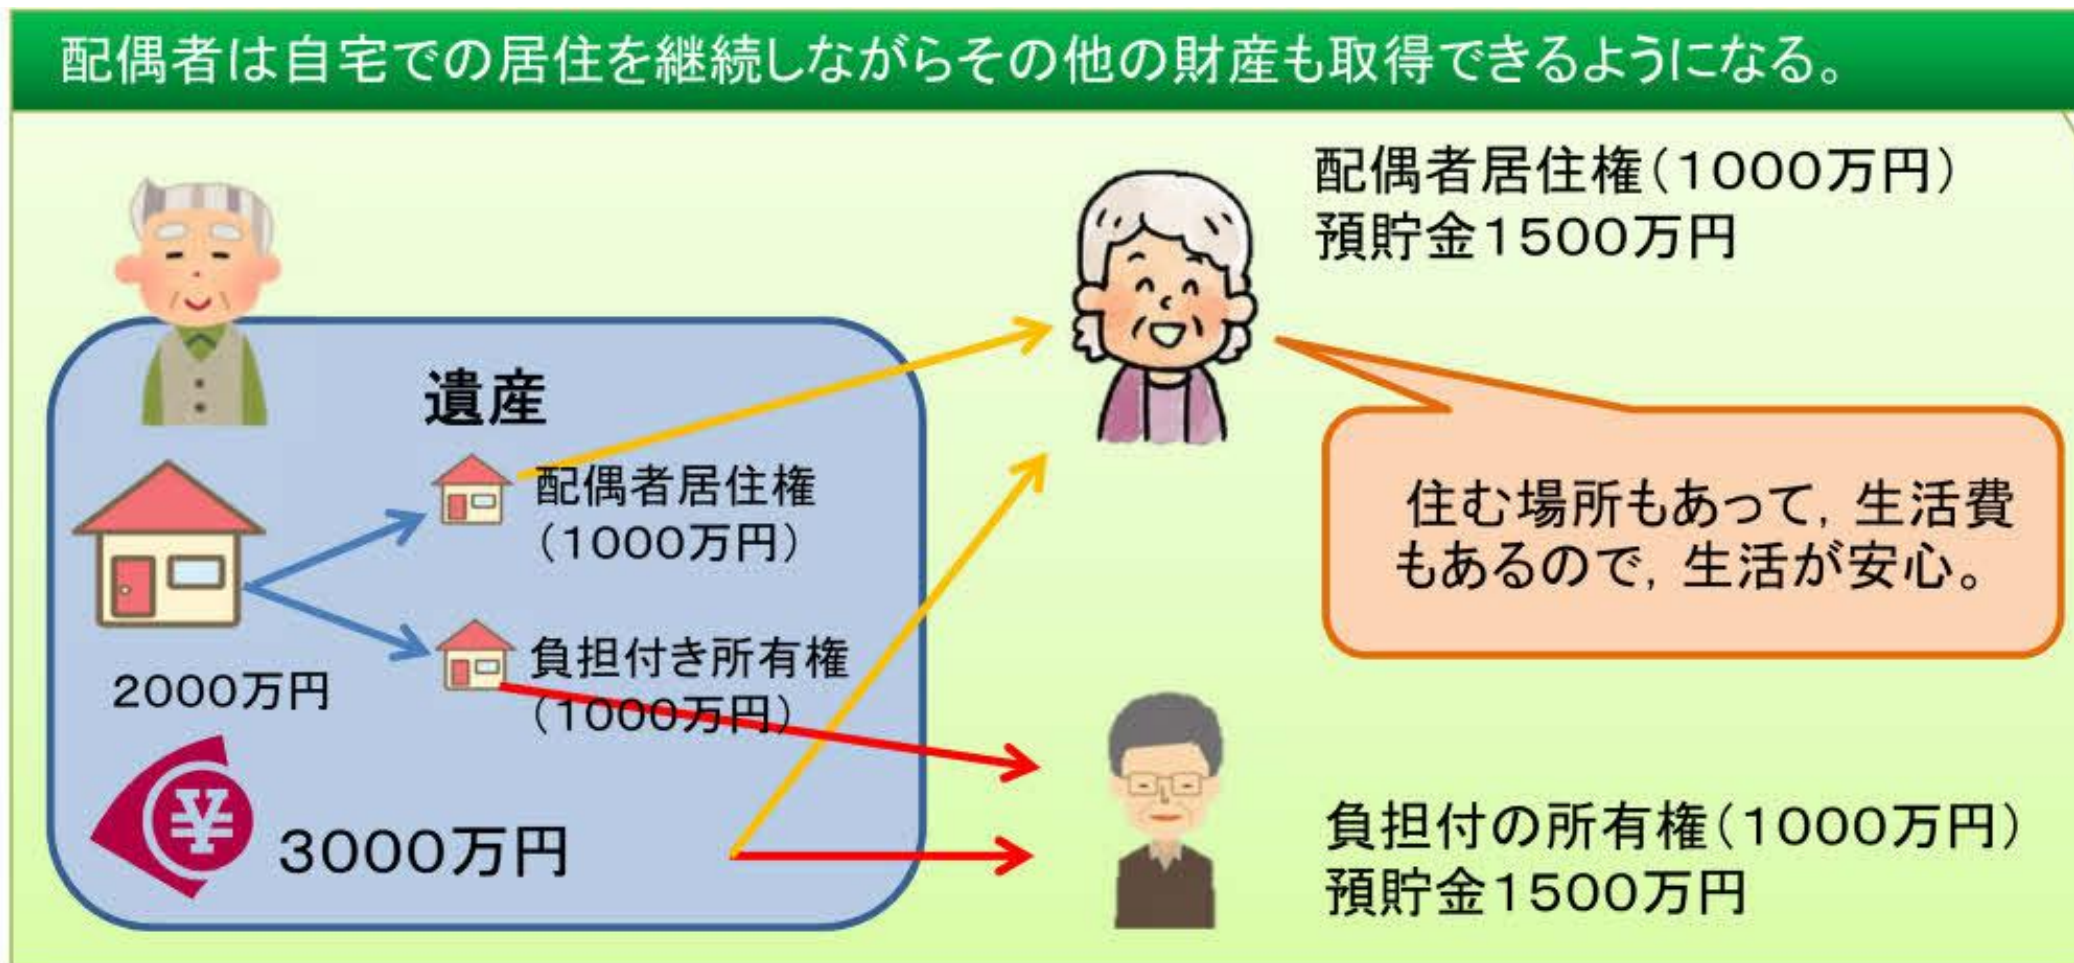 配偶者は自宅での居住を継続しながらその他の財産も取得できるようになる。
遺産
配偶者居住権
（1000万円）
負担付き所有権
（1000万円）
2000万円
¥
3000万円
配偶者居住権（1000万円）
預貯金1500万円
住む場所もあって，生活費
もあるので，生活が安心。
負担付の所有権（1000万円）
預貯金1500万円